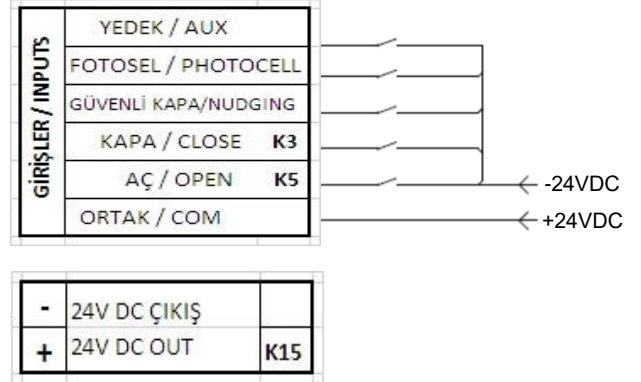 GİRİŞLER / INPUTS
YEDEK / AUX
FOTOSEL / PHOTOCELL
GÜVENLİ KAPA/NUDGING
KAPA / CLOSE K3
AÇ / OPEN K5
ORTAK / COM
-24VDC
+24VDC
- 24V DC ÇIKIŞ
+ 24V DC OUT K15